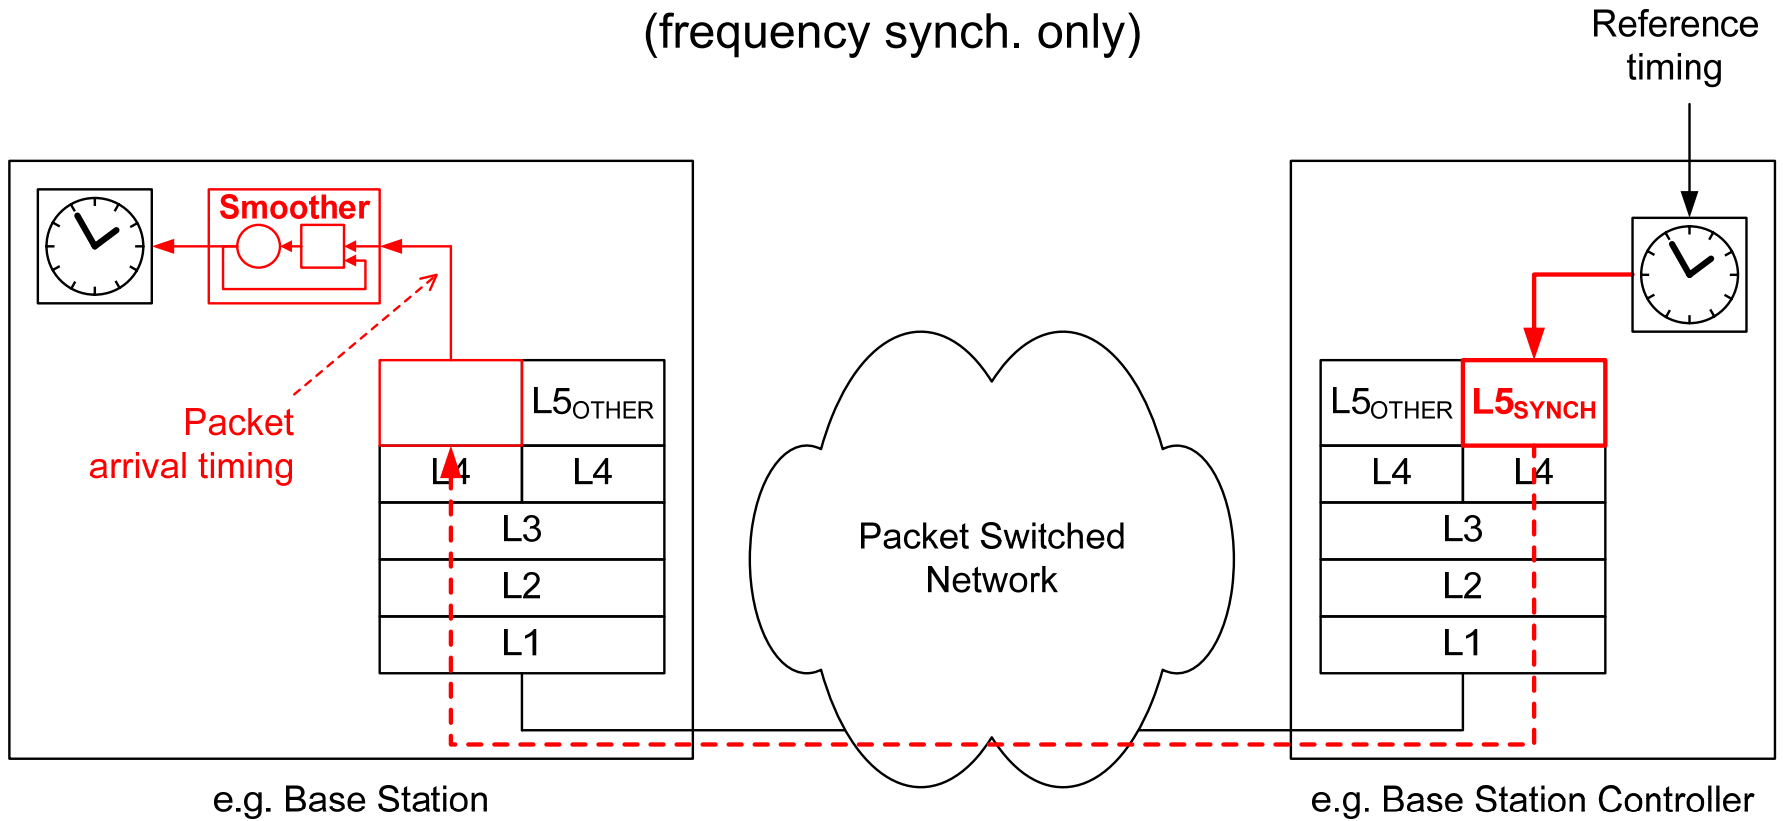 (frequency synch. only)
Reference
timing
Smoother
Packet
arrival timing
L5OTHER
L4
L4
L3
L2
L1
Packet Switched
Network
L5OTHER
L5SYNCH
L4
L4
L3
L2
L1
e.g. Base Station
e.g. Base Station Controller